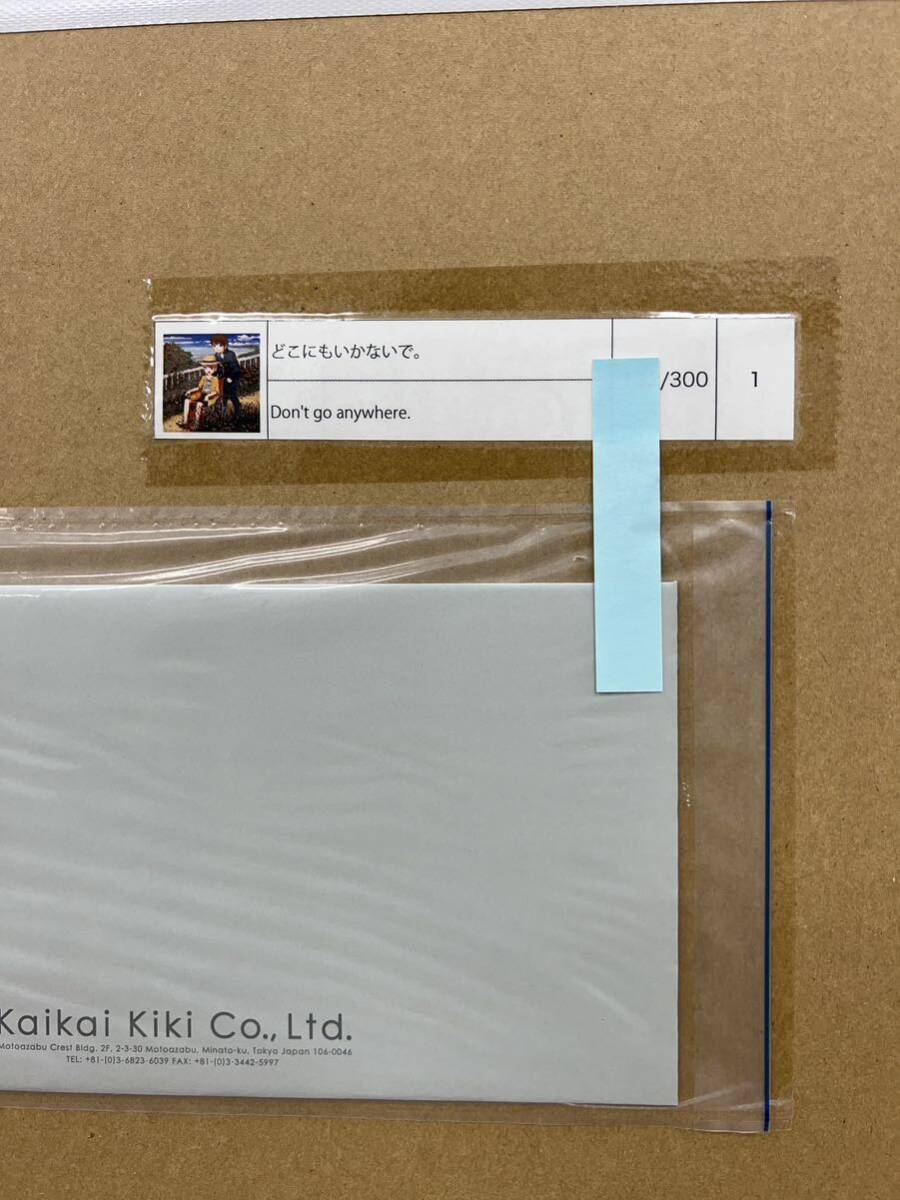 どこにもいかないで。
Don't go anywhere.
/300
1
Kaikai Kiki Co., Ltd.
Motoazabu Crest Bldg. 2F, 2-3-30 Motoazabu, Minato-ku, Tokyo Japan 106-0046
TEL: +81-(0)3-6823-6039 FAX: +81-(0)3-3442-5997